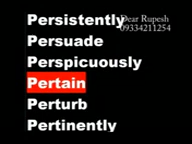 Persistently
Dear Rupesh
09334211254
Persuade
Perspicuously
Pertain
Perturb
Pertinently